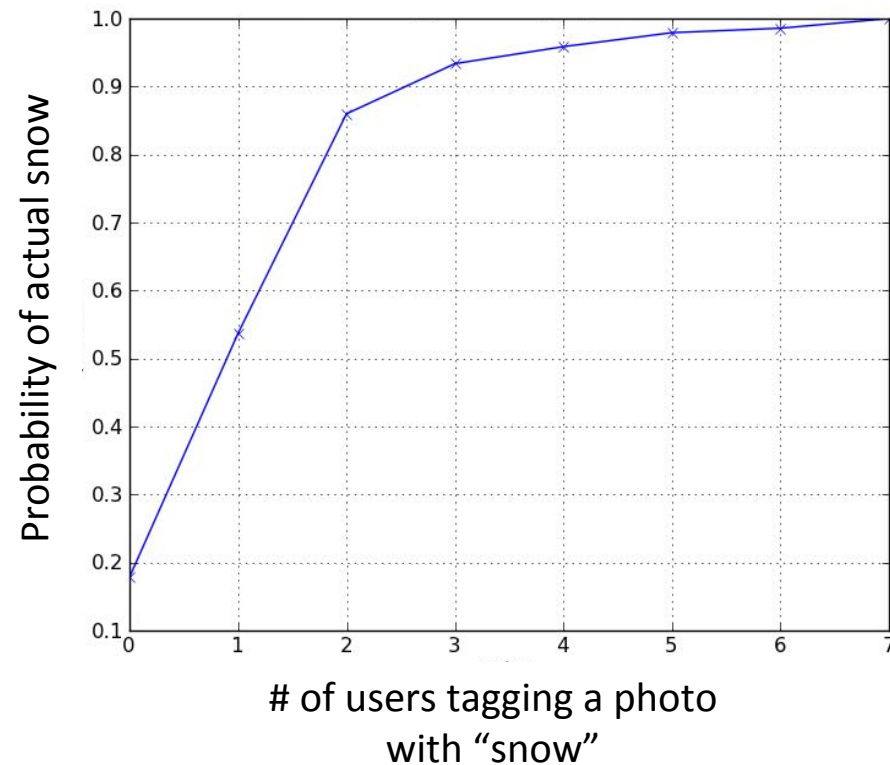 Probability of actual snow
1.0
0.9
0.8
0.7
0.6
0.5
0.4
0.3
0.2
0.1
0 1 2 3 4 5 6 7
# of users tagging a photo
with “snow”